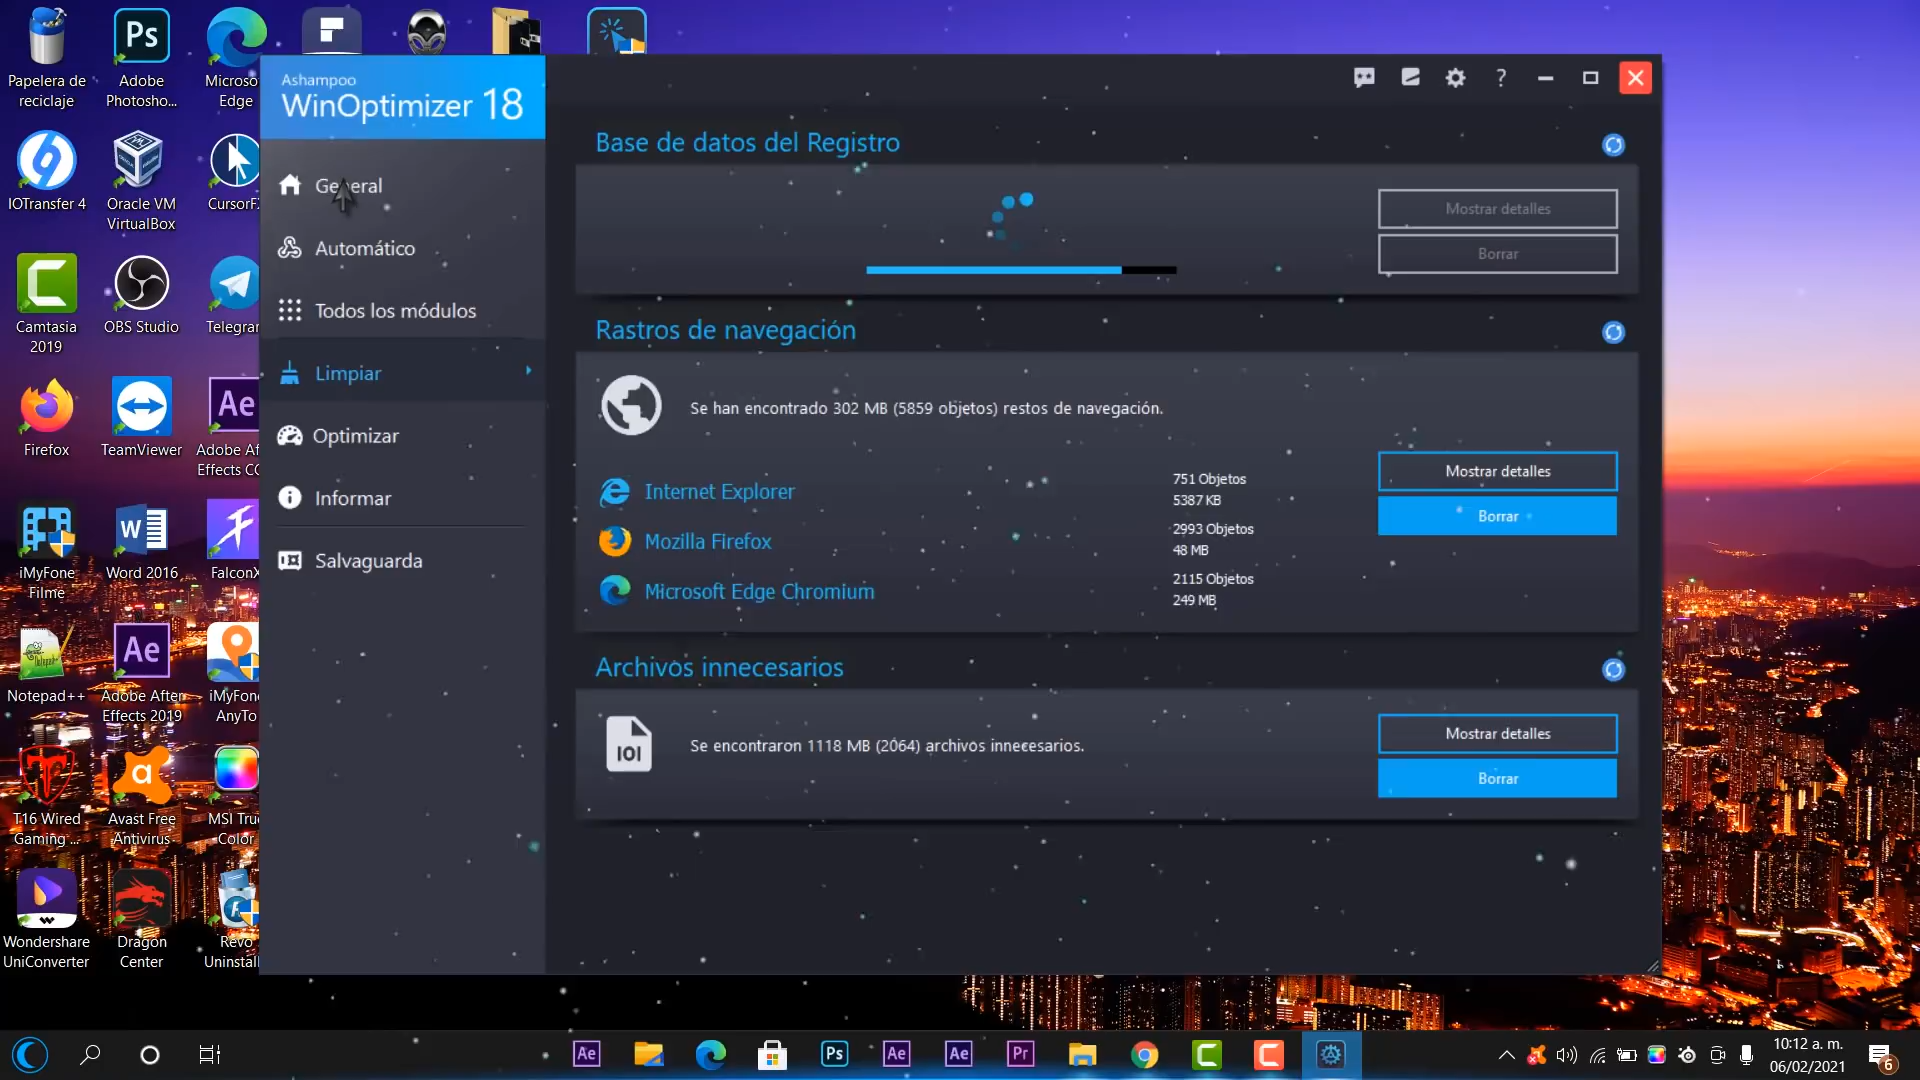 Papelera de
reciclaje
Adobe
Photosho...
Microso
Edge
IOTransfer 4
Oracle VM
VirtualBox
CursorF
Camtasia
2019
OBS Studio
Telegran
Firefox
TeamViewer
Adobe Af
Effects CC
iMyFone
Filme
Word 2016
FalconX
Notepad++
Adobe After
Effects 2019
iMyFone
AnyTo
T16 Wired
Gaming ...
Avast Free
Antivirus
MSI Tru
Color
Wondershare
UniConverter
Dragon
Center
Revo
Uninstall
Ashampoo
WinOptimizer 18
General
Automático
Todos los módulos
Limpiar
Optimizar
Informar
Salvaguarda
Base de datos del Registro
Mostrar detalles
Borrar
Rastros de navegación
Se han encontrado 302 MB (5859 objetos) restos de navegación.
Mostrar detalles
Borrar
Internet Explorer
751 Objetos
5387 KB
Mozilla Firefox
2993 Objetos
48 MB
Microsoft Edge Chromium
2115 Objetos
249 MB
Archivos innecesarios
Se encontraron 1118 MB (2064) archivos innecesarios.
Mostrar detalles
Borrar
10:12 a. m.
06/02/2021
6